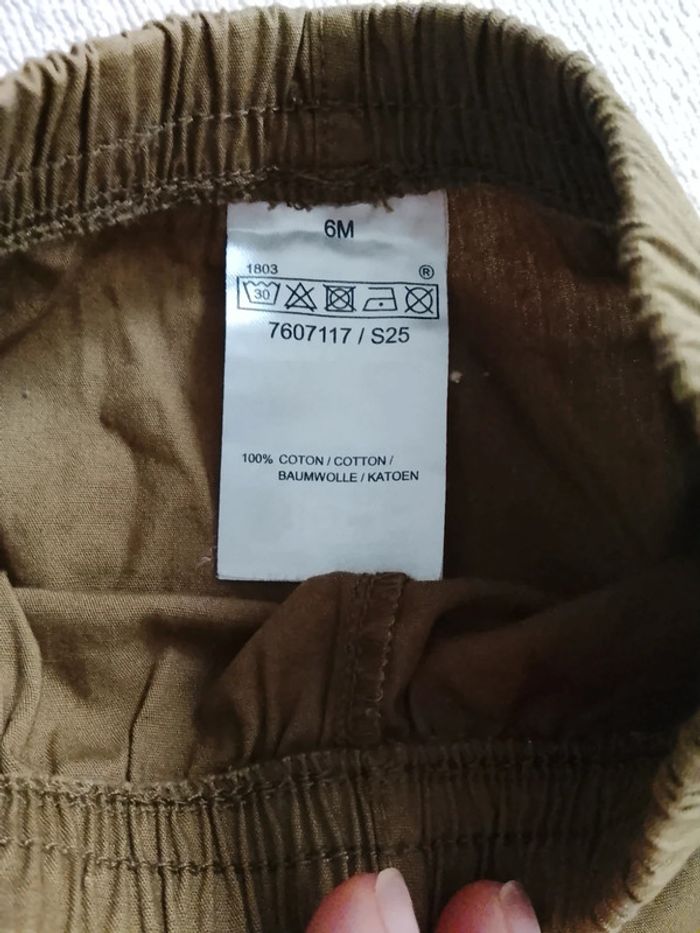 6M
1803 ®
30
7607117 / S25
100% COTON / COTTON /
BAUMWOLLE / KATOEN